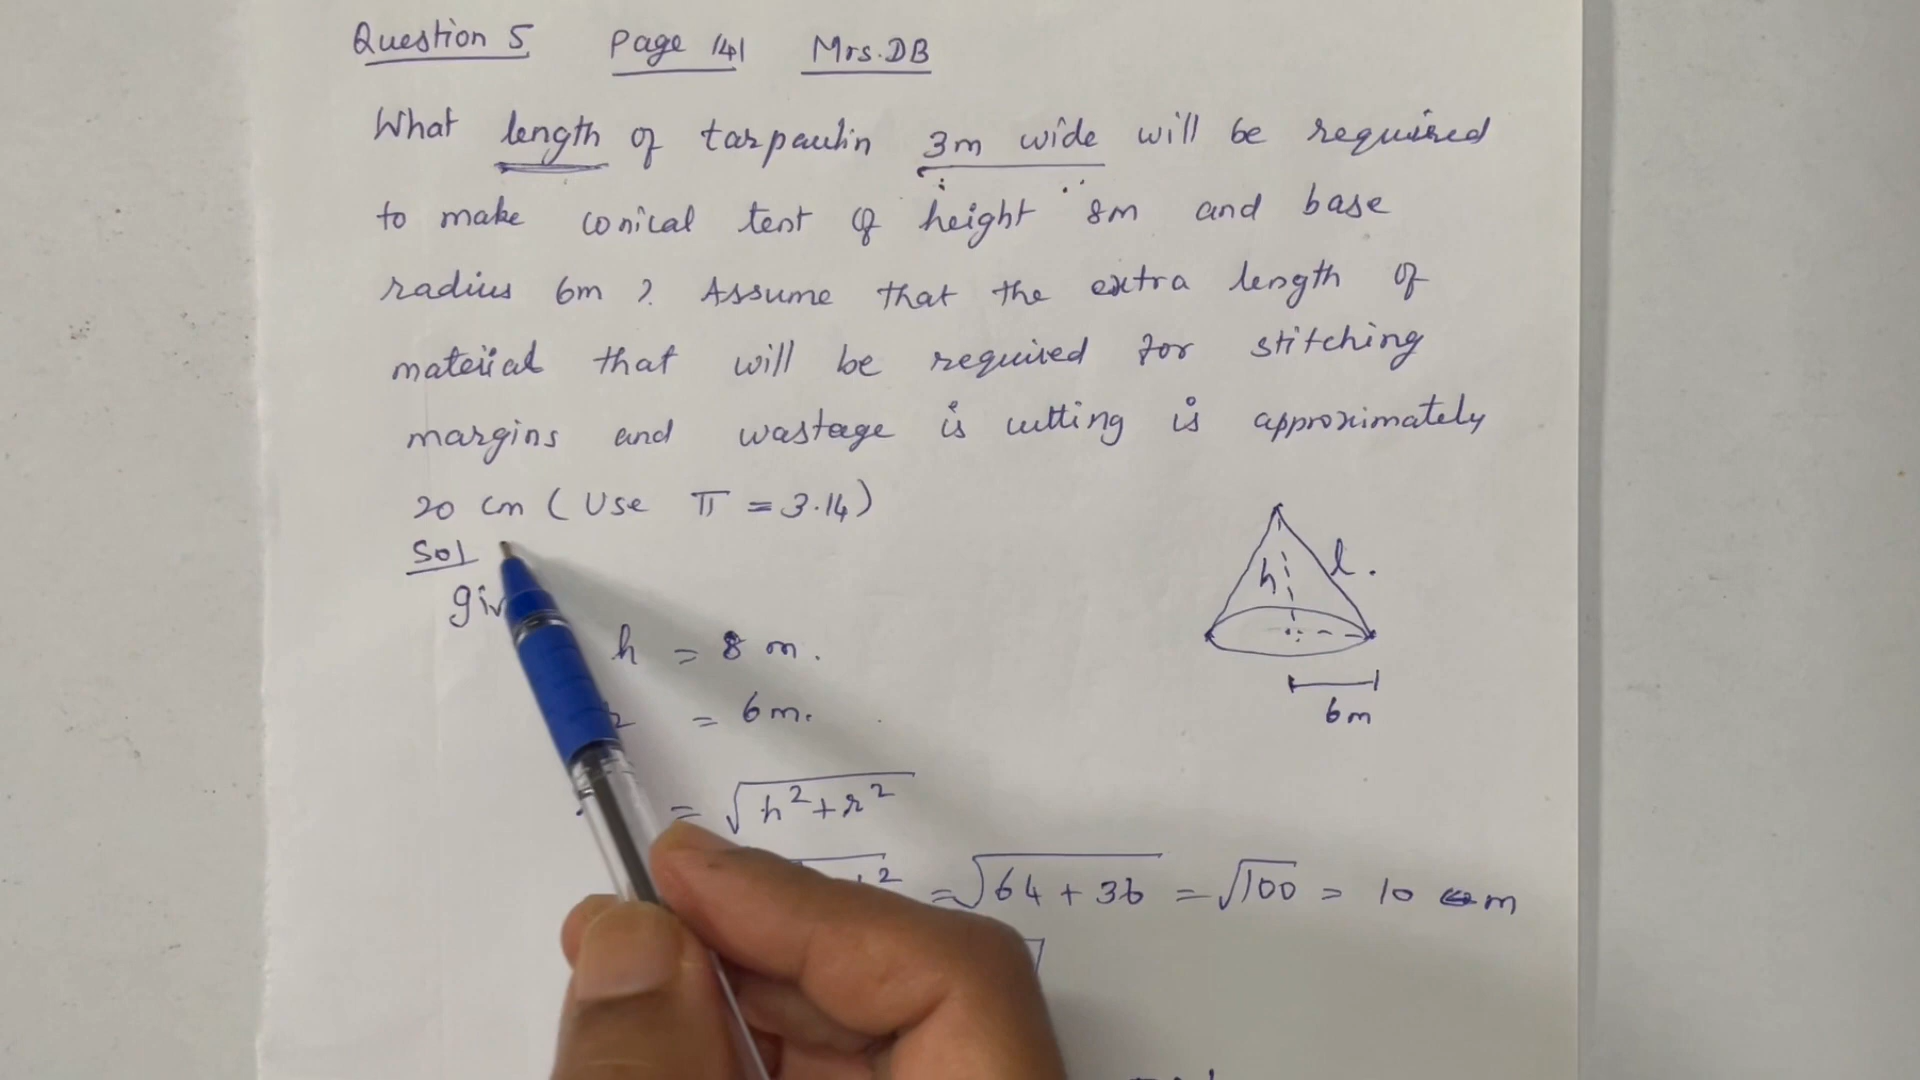 Question 5 Page 141 Mrs.DB
What length of tarpaulin 3m wide will be required
to make conical tent of height 8m and base
radius 6m ? Assume that the extra length of
material that will be required for stitching
margins and wastage is cutting is approximately
20 cm ( Use π = 3.14)
Sol
giv
h = 8 m.
= 6m.
= √h²+r²
² = √64 + 36 = √100 = 10 m
h l.
6m